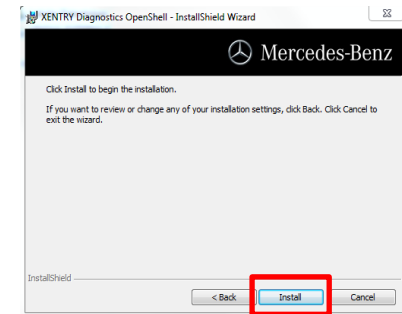 XENTRY Diagnostics OpenShell - InstallShield Wizard
Mercedes-Benz
Click Install to begin the installation.
If you want to review or change any of your installation settings, click Back. Click Cancel to
exit the wizard.
InstallShield
< Back Install Cancel